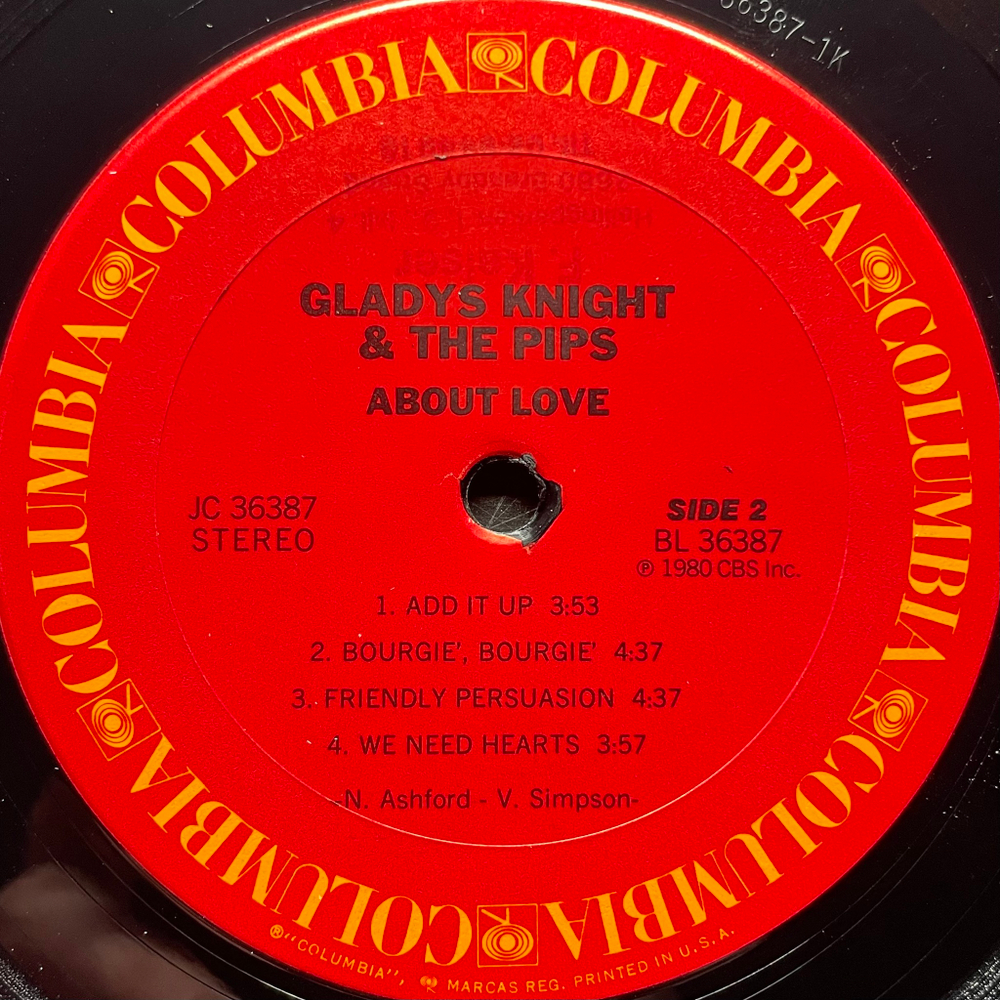 36387-1K
COLUMBIA COLUMBIA COLUMBIA COLUMBIA COLUMBIA COLUMBIA COLUMBIA
GLADYS KNIGHT
& THE PIPS
ABOUT LOVE
JC 36387
STEREO
SIDE 2
BL 36387
℗ 1980 CBS Inc.
1. ADD IT UP 3:53
2. BOURGIE', BOURGIE' 4:37
3. FRIENDLY PERSUASION 4:37
4. WE NEED HEARTS 3:57
-N. Ashford - V. Simpson-
®"COLUMBIA", MARCAS REG. PRINTED IN U.S.A.